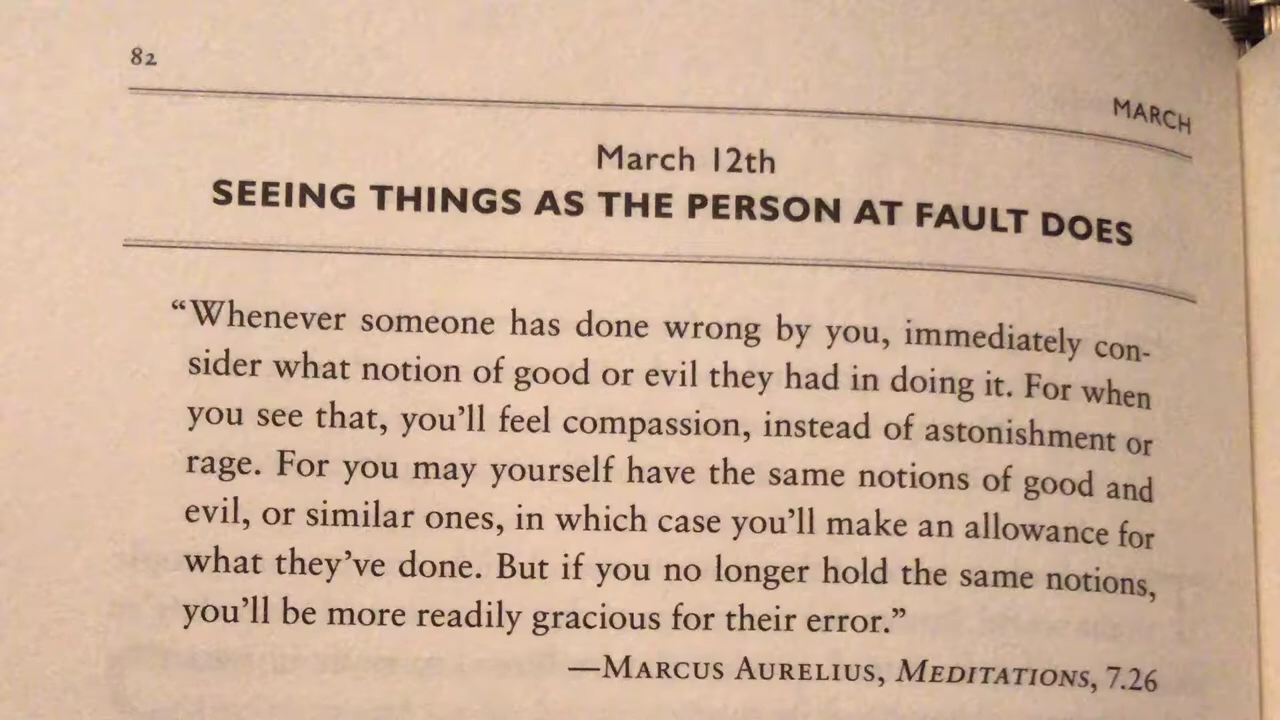 82
MARCH
March 12th
SEEING THINGS AS THE PERSON AT FAULT DOES
“Whenever someone has done wrong by you, immediately con-
sider what notion of good or evil they had in doing it. For when
you see that, you’ll feel compassion, instead of astonishment or
rage. For you may yourself have the same notions of good and
evil, or similar ones, in which case you’ll make an allowance for
what they’ve done. But if you no longer hold the same notions,
you’ll be more readily gracious for their error.”
—MARCUS AURELIUS, MEDITATIONS, 7.26